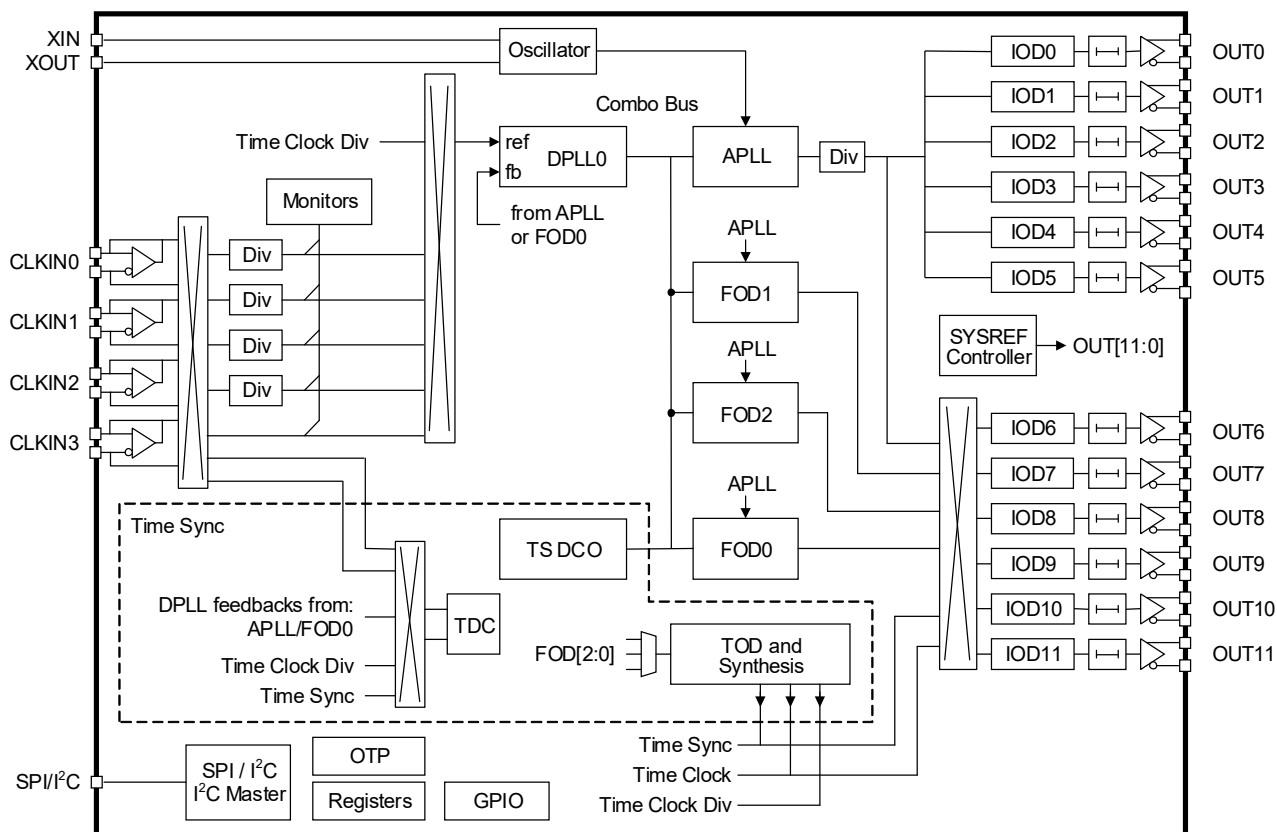 XIN
XOUT
Oscillator
IOD0
OUT0
IOD1
OUT1
Combo Bus
Time Clock Div
ref
DPLL0
fb
APLL
Div
IOD2
OUT2
Monitors
from APLL
or FOD0
IOD3
OUT3
APLL
IOD4
OUT4
CLKIN0
Div
FOD1
IOD5
OUT5
Div
CLKIN1
SYSREF
Controller
OUT[11:0]
Div
APLL
CLKIN2
Div
FOD2
IOD6
OUT6
CLKIN3
IOD7
OUT7
APLL
Time Sync
IOD8
OUT8
TS DCO
FOD0
IOD9
OUT9
DPLL feedbacks from:
APLL/FOD0
TDC
IOD10
OUT10
Time Clock Div
FOD[2:0]
TOD and
Synthesis
IOD11
OUT11
Time Sync
Time Sync
Time Clock
Time Clock Div
SPI/I²C
SPI / I²C
I²C Master
OTP
Registers
GPIO